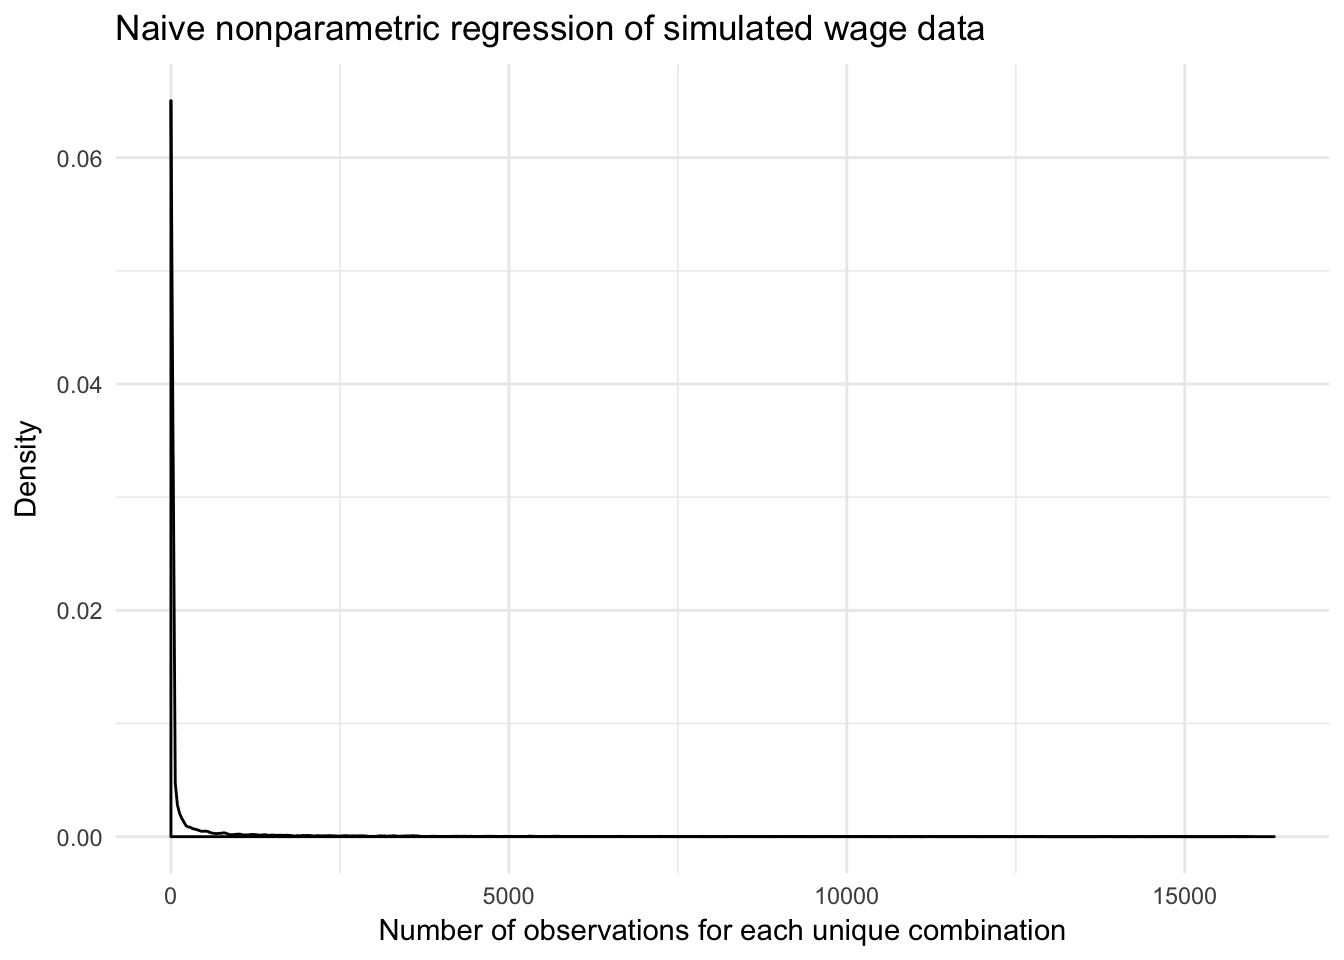 Naive nonparametric regression of simulated wage data
0.06
0.04
0.02
0.00
Density
0 5000 10000 15000
Number of observations for each unique combination